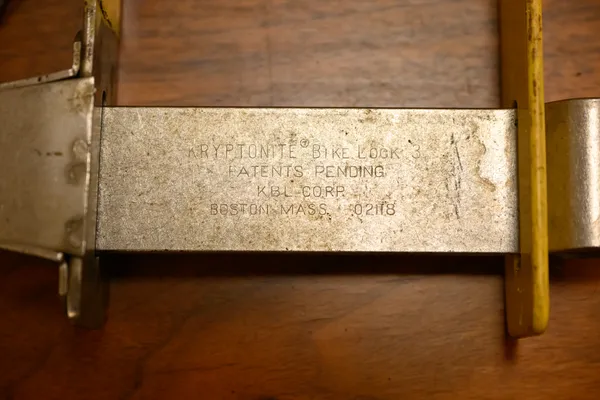 KRYPTONITE® BIKE LOCK 3
PATENTS PENDING
KBL CORP.
BOSTON MASS. 02118